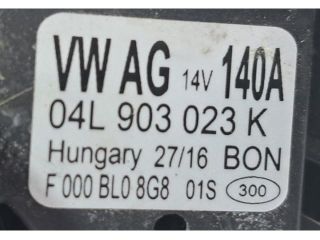 VW AG 14V 140A
04L 903 023 K
Hungary 27/16 BON
F 000 BL0 8G8 01S 300